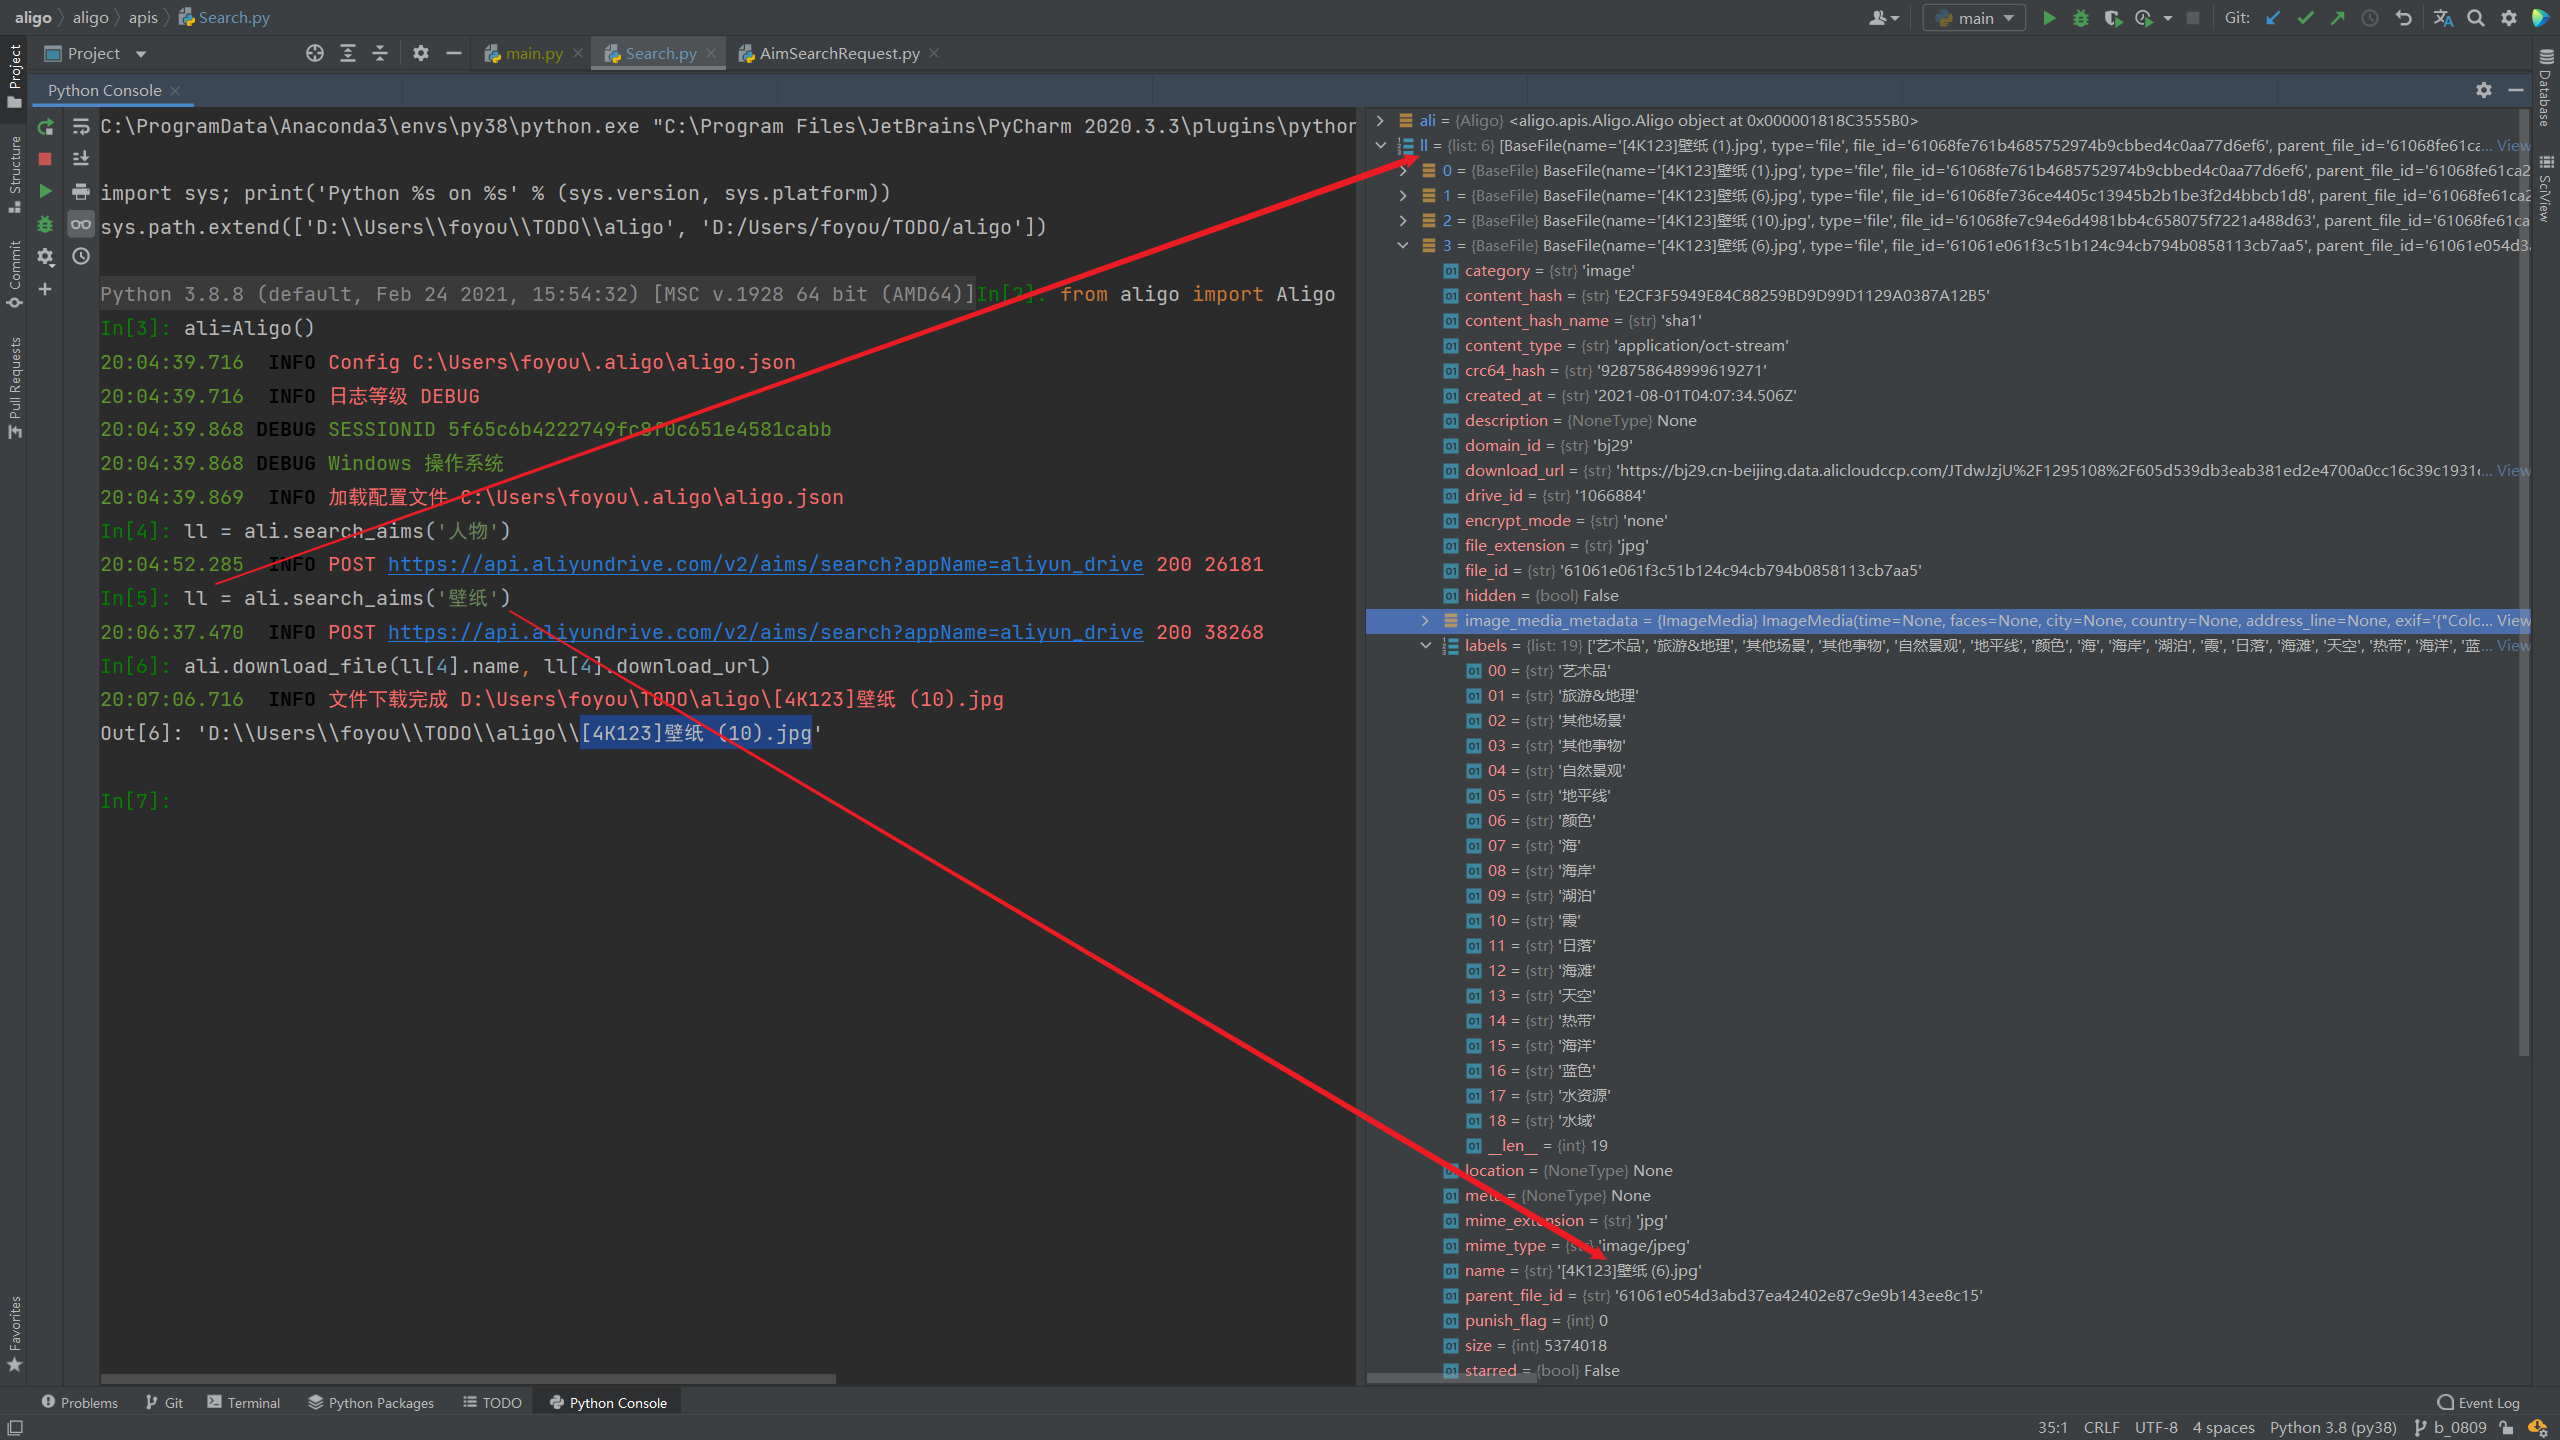 aligo 〉 aligo 〉 apis 〉 Search.py
main
Git:
Project
main.py
Search.py
AimSearchRequest.py
Python Console
Project
Structure
Commit
Pull Requests
Favorites
Database
SciView
C:\ProgramData\Anaconda3\envs\py38\python.exe "C:\Program Files\JetBrains\PyCharm 2020.3.3\plugins\python
import sys; print('Python %s on %s' % (sys.version, sys.platform))
sys.path.extend(['D:\\Users\\foyou\\TODO\\aligo', 'D:/Users/foyou/TODO/aligo'])
Python 3.8.8 (default, Feb 24 2021, 15:54:32) [MSC v.1928 64 bit (AMD64)]In[2]: from aligo import Aligo
In[3]: ali=Aligo()
20:04:39.716 INFO Config C:\Users\foyou\.aligo\aligo.json
20:04:39.716 INFO 日志等级 DEBUG
20:04:39.868 DEBUG SESSIONID 5f65c6b4222749fc8f0c651e4581cabb
20:04:39.868 DEBUG Windows 操作系统
20:04:39.869 INFO 加载配置文件 C:\Users\foyou\.aligo\aligo.json
In[4]: ll = ali.search_aims('人物')
20:04:52.285 INFO POST https://api.aliyundrive.com/v2/aims/search?appName=aliyun_drive 200 26181
In[5]: ll = ali.search_aims('壁纸')
20:06:37.470 INFO POST https://api.aliyundrive.com/v2/aims/search?appName=aliyun_drive 200 38268
In[6]: ali.download_file(ll[4].name, ll[4].download_url)
20:07:06.716 INFO 文件下载完成 D:\Users\foyou\TODO\aligo\[4K123]壁纸 (10).jpg
Out[6]: 'D:\\Users\\foyou\\TODO\\aligo\\[4K123]壁纸 (10).jpg'
In[7]:
ali = {Aligo} <aligo.apis.Aligo.Aligo object at 0x000001818C3555B0>
ll = {list: 6} [BaseFile(name='[4K123]壁纸 (1).jpg', type='file', file_id='61068fe761b4685752974b9cbbed4c0aa77d6ef6', parent_file_id='61068fe61ca... View
0 = {BaseFile} BaseFile(name='[4K123]壁纸 (1).jpg', type='file', file_id='61068fe761b4685752974b9cbbed4c0aa77d6ef6', parent_file_id='61068fe61ca2
1 = {BaseFile} BaseFile(name='[4K123]壁纸 (6).jpg', type='file', file_id='61068fe736ce4405c13945b2b1be3f2d4bbcb1d8', parent_file_id='61068fe61ca2
2 = {BaseFile} BaseFile(name='[4K123]壁纸 (10).jpg', type='file', file_id='61068fe7c94e6d4981bb4c658075f7221a488d63', parent_file_id='61068fe61ca
3 = {BaseFile} BaseFile(name='[4K123]壁纸 (6).jpg', type='file', file_id='61061e061f3c51b124c94cb794b0858113cb7aa5', parent_file_id='61061e054d3a
category = {str} 'image'
content_hash = {str} 'E2CF3F5949E84C88259BD9D99D1129A0387A12B5'
content_hash_name = {str} 'sha1'
content_type = {str} 'application/oct-stream'
crc64_hash = {str} '928758648999619271'
created_at = {str} '2021-08-01T04:07:34.506Z'
description = {NoneType} None
domain_id = {str} 'bj29'
download_url = {str} 'https://bj29.cn-beijing.data.alicloudccp.com/JTdwJzjU%2F1295108%2F605d539db3eab381ed2e4700a0cc16c39c1931c... View
drive_id = {str} '1066884'
encrypt_mode = {str} 'none'
file_extension = {str} 'jpg'
file_id = {str} '61061e061f3c51b124c94cb794b0858113cb7aa5'
hidden = {bool} False
image_media_metadata = {ImageMedia} ImageMedia(time=None, faces=None, city=None, country=None, address_line=None, exif='{"Colo... View
labels = {list: 19} ['艺术品', '旅游&地理', '其他场景', '其他事物', '自然景观', '地平线', '颜色', '海', '海岸', '湖泊', '霞', '日落', '海滩', '天空', '热带', '海洋', '蓝... View
00 = {str} '艺术品'
01 = {str} '旅游&地理'
02 = {str} '其他场景'
03 = {str} '其他事物'
04 = {str} '自然景观'
05 = {str} '地平线'
06 = {str} '颜色'
07 = {str} '海'
08 = {str} '海岸'
09 = {str} '湖泊'
10 = {str} '霞'
11 = {str} '日落'
12 = {str} '海滩'
13 = {str} '天空'
14 = {str} '热带'
15 = {str} '海洋'
16 = {str} '蓝色'
17 = {str} '水资源'
18 = {str} '水域'
__len__ = {int} 19
location = {NoneType} None
meta = {NoneType} None
mime_extension = {str} 'jpg'
mime_type = {str} 'image/jpeg'
name = {str} '[4K123]壁纸 (6).jpg'
parent_file_id = {str} '61061e054d3abd37ea42402e87c9e9b143ee8c15'
punish_flag = {int} 0
size = {int} 5374018
starred = {bool} False
Problems
Git
Terminal
Python Packages
TODO
Python Console
Event Log
35:1 CRLF UTF-8 4 spaces Python 3.8 (py38) b_0809